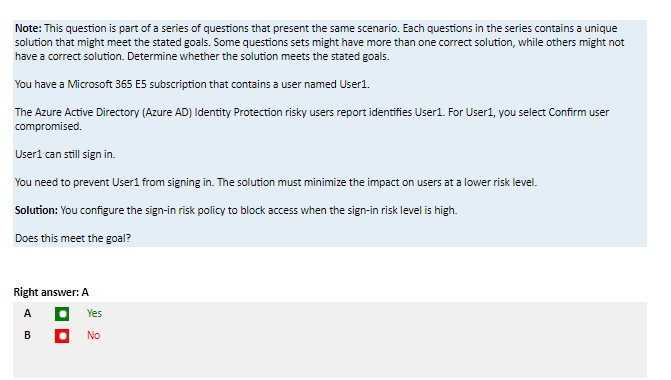 Note: This question is part of a series of questions that present the same scenario. Each questions in the series contains a unique
solution that might meet the stated goals. Some questions sets might have more than one correct solution, while others might not
have a correct solution. Determine whether the solution meets the stated goals.
You have a Microsoft 365 E5 subscription that contains a user named User1.
The Azure Active Directory (Azure AD) Identity Protection risky users report identifies User1. For User1, you select Confirm user
compromised.
User1 can still sign in.
You need to prevent User1 from signing in. The solution must minimize the impact on users at a lower risk level.
Solution: You configure the sign-in risk policy to block access when the sign-in risk level is high.
Does this meet the goal?
Right answer: A
A Yes
B No